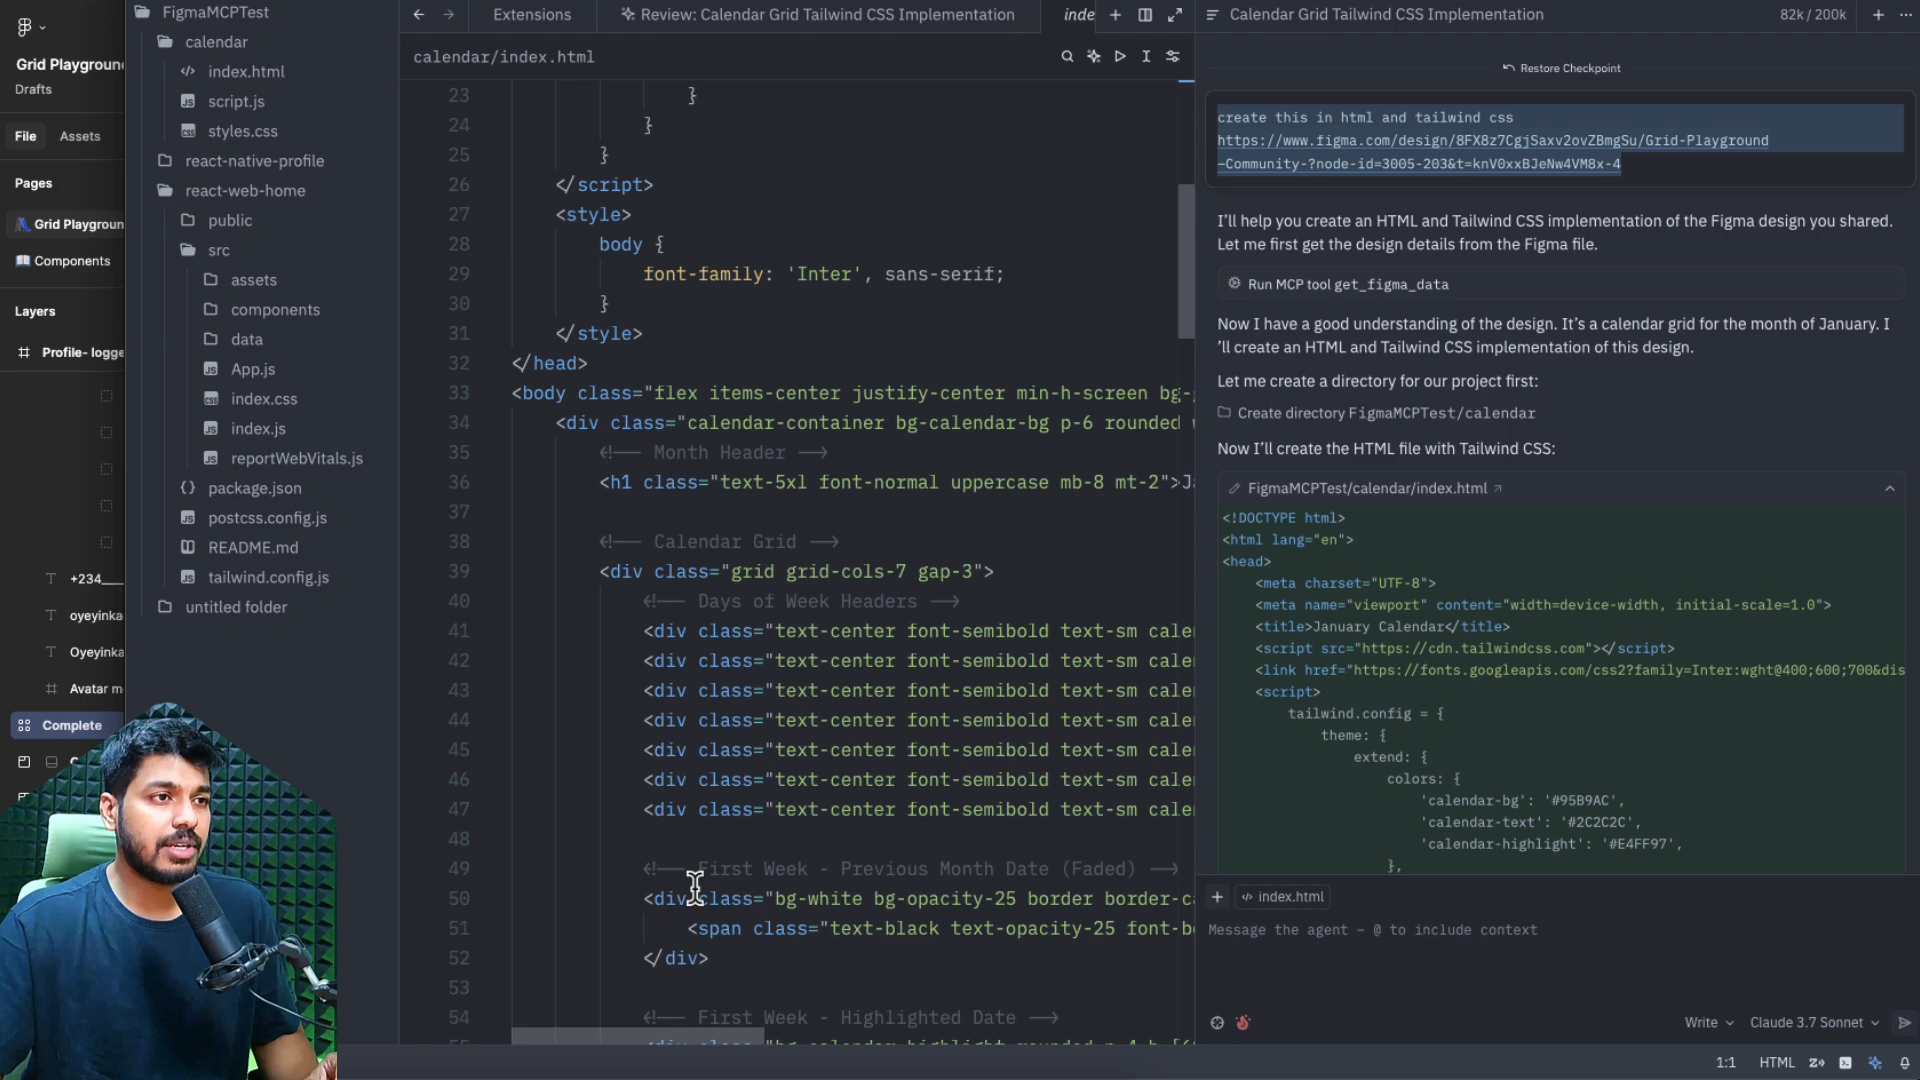 Grid Playground
Drafts
File
Assets
Pages
Grid Playgroun
Components
Layers
Profile- logge
+234___
oyeyinka
Oyeyinka
Avatar m
Complete
FigmaMCPTest
calendar
index.html
script.js
styles.css
react-native-profile
react-web-home
public
src
assets
components
data
App.js
index.css
index.js
reportWebVitals.js
package.json
postcss.config.js
README.md
tailwind.config.js
untitled folder
Extensions
Review: Calendar Grid Tailwind CSS Implementation
inde
calendar/index.html
23 }
24 }
25 }
26 </script>
27 <style>
28 body {
29 font-family: 'Inter', sans-serif;
30 }
31 </style>
32 </head>
33 <body class="flex items-center justify-center min-h-screen bg-
34 <div class="calendar-container bg-calendar-bg p-6 rounded
35 <!-- Month Header -->
36 <h1 class="text-5xl font-normal uppercase mb-8 mt-2">Ja
37
38 <!-- Calendar Grid -->
39 <div class="grid grid-cols-7 gap-3">
40 <!-- Days of Week Headers -->
41 <div class="text-center font-semibold text-sm cale
42 <div class="text-center font-semibold text-sm cale
43 <div class="text-center font-semibold text-sm cale
44 <div class="text-center font-semibold text-sm cale
45 <div class="text-center font-semibold text-sm cale
46 <div class="text-center font-semibold text-sm cale
47 <div class="text-center font-semibold text-sm cale
48
49 <!-- First Week - Previous Month Date (Faded) -->
50 <div class="bg-white bg-opacity-25 border border-ca
51 <span class="text-black text-opacity-25 font-bo
52 </div>
53
54 <!-- First Week - Highlighted Date -->
55
Calendar Grid Tailwind CSS Implementation
82k / 200k
Restore Checkpoint
create this in html and tailwind css
https://www.figma.com/design/8FX8z7CgjSaxv2ovZBmgSu/Grid-Playground
-Community-?node-id=3005-203&t=knV0xxBJeNw4VM8x-4
I'll help you create an HTML and Tailwind CSS implementation of the Figma design you shared.
Let me first get the design details from the Figma file.
Run MCP tool get_figma_data
Now I have a good understanding of the design. It's a calendar grid for the month of January. I
'll create an HTML and Tailwind CSS implementation of this design.
Let me create a directory for our project first:
Create directory FigmaMCPTest/calendar
Now I'll create the HTML file with Tailwind CSS:
FigmaMCPTest/calendar/index.html
<!DOCTYPE html>
<html lang="en">
<head>
<meta charset="UTF-8">
<meta name="viewport" content="width=device-width, initial-scale=1.0">
<title>January Calendar</title>
<script src="https://cdn.tailwindcss.com"></script>
<link href="https://fonts.googleapis.com/css2?family=Inter:wght@400;600;700&dis
<script>
tailwind.config = {
theme: {
extend: {
colors: {
'calendar-bg': '#95B9AC',
'calendar-text': '#2C2C2C',
'calendar-highlight': '#E4FF97',
},
index.html
Message the agent – @ to include context
Write
Claude 3.7 Sonnet
1:1
HTML